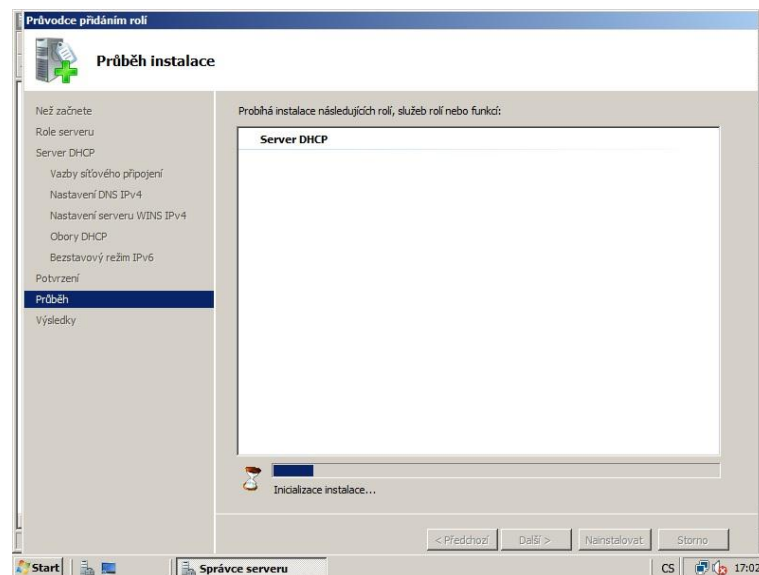 Průvodce přidáním rolí
Průběh instalace
Než začnete
Role serveru
Server DHCP
Vazby síťového připojení
Nastavení DNS IPv4
Nastavení serveru WINS IPv4
Obory DHCP
Bezstavový režim IPv6
Potvrzení
Průběh
Výsledky
Probíhá instalace následujících rolí, služeb rolí nebo funkcí:
Server DHCP
Inicializace instalace...
< Předchozí
Další >
Nainstalovat
Storno
Start
Správce serveru
CS
17:02